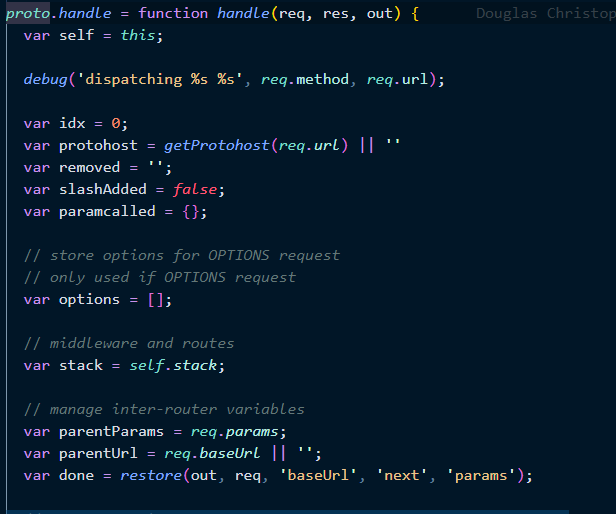 proto.handle = function handle(req, res, out) { Douglas Christop
var self = this;
debug('dispatching %s %s', req.method, req.url);
var idx = 0;
var protohost = getProtohost(req.url) || ''
var removed = '';
var slashAdded = false;
var paramcalled = {};
// store options for OPTIONS request
// only used if OPTIONS request
var options = [];
// middleware and routes
var stack = self.stack;
// manage inter-router variables
var parentParams = req.params;
var parentUrl = req.baseUrl || '';
var done = restore(out, req, 'baseUrl', 'next', 'params');